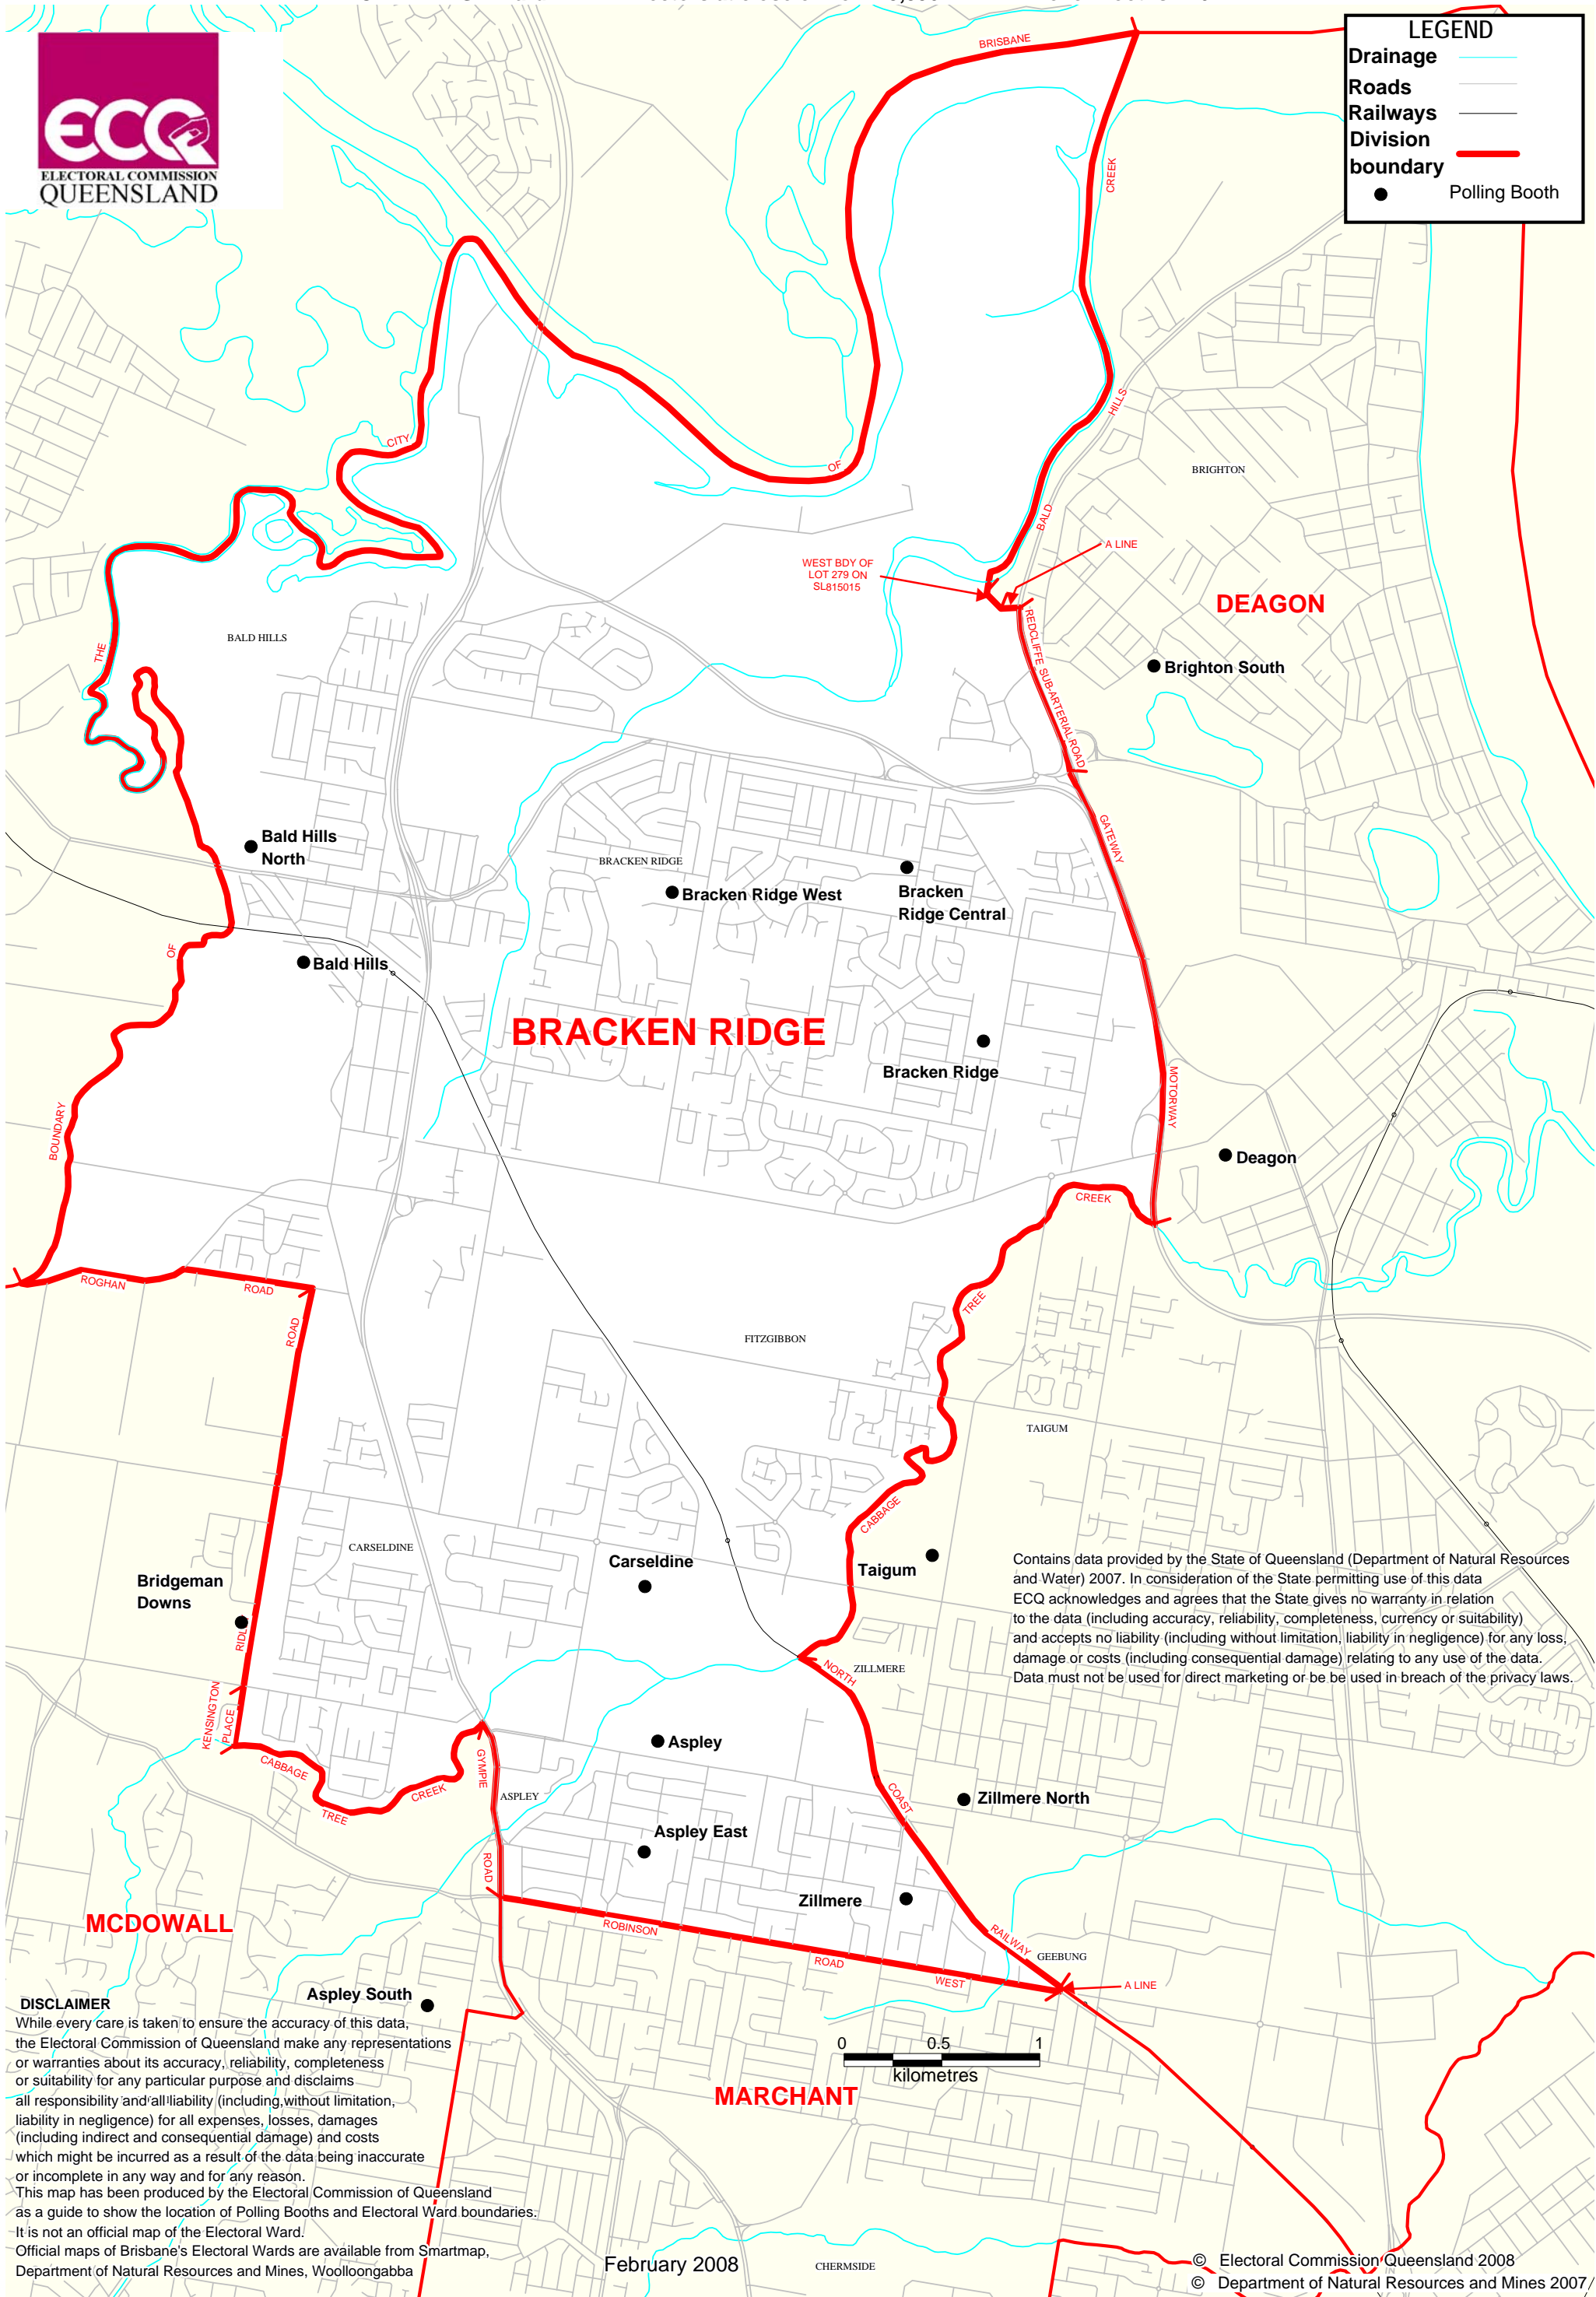 ECQ
ELECTORAL COMMISSION
QUEENSLAND
LEGEND
Drainage
Roads
Railways
Division
boundary
Polling Booth
BRISBANE
CREEK
CITY
OF
HILLS
BALD
BRIGHTON
A LINE
WEST BDY OF
LOT 279 ON
SL815015
DEAGON
REDCLIFFE SUB-ARTERIAL ROAD
THE
BALD HILLS
Brighton South
GATEWAY
Bald Hills
North
BRACKEN RIDGE
Bracken Ridge West
Bracken
Ridge Central
OF
Bald Hills
BRACKEN RIDGE
Bracken Ridge
MOTORWAY
BOUNDARY
Deagon
CREEK
ROGHAN
ROAD
ROAD
TREE
FITZGIBBON
TAIGUM
CABBAGE
CARSELDINE
Carseldine
Taigum
Bridgeman
Downs
RIDL
Contains data provided by the State of Queensland (Department of Natural Resources
and Water) 2007. In consideration of the State permitting use of this data
ECQ acknowledges and agrees that the State gives no warranty in relation
to the data (including accuracy, reliability, completeness, currency or suitability)
and accepts no liability (including without limitation, liability in negligence) for any loss,
damage or costs (including consequential damage) relating to any use of the data.
Data must not be used for direct marketing or be be used in breach of the privacy laws.
NORTH
ZILLMERE
KENSINGTON
PLACE
CABBAGE
TREE
CREEK
GYMPIE
Aspley
ASPLEY
COAST
Zillmere North
Aspley East
ROAD
Zillmere
MCDOWALL
ROBINSON
ROAD
WEST
RAILWAY
GEEBUNG
A LINE
Aspley South
0 0.5 1
kilometres
MARCHANT
DISCLAIMER
While every care is taken to ensure the accuracy of this data,
the Electoral Commission of Queensland make any representations
or warranties about its accuracy, reliability, completeness
or suitability for any particular purpose and disclaims
all responsibility and all liability (including,without limitation,
liability in negligence) for all expenses, losses, damages
(including indirect and consequential damage) and costs
which might be incurred as a result of the data being inaccurate
or incomplete in any way and for any reason.
This map has been produced by the Electoral Commission of Queensland
as a guide to show the location of Polling Booths and Electoral Ward boundaries.
It is not an official map of the Electoral Ward.
Official maps of Brisbane's Electoral Wards are available from Smartmap,
Department of Natural Resources and Mines, Woolloongabba
February 2008
CHERMSIDE
© Electoral Commission Queensland 2008
© Department of Natural Resources and Mines 2007